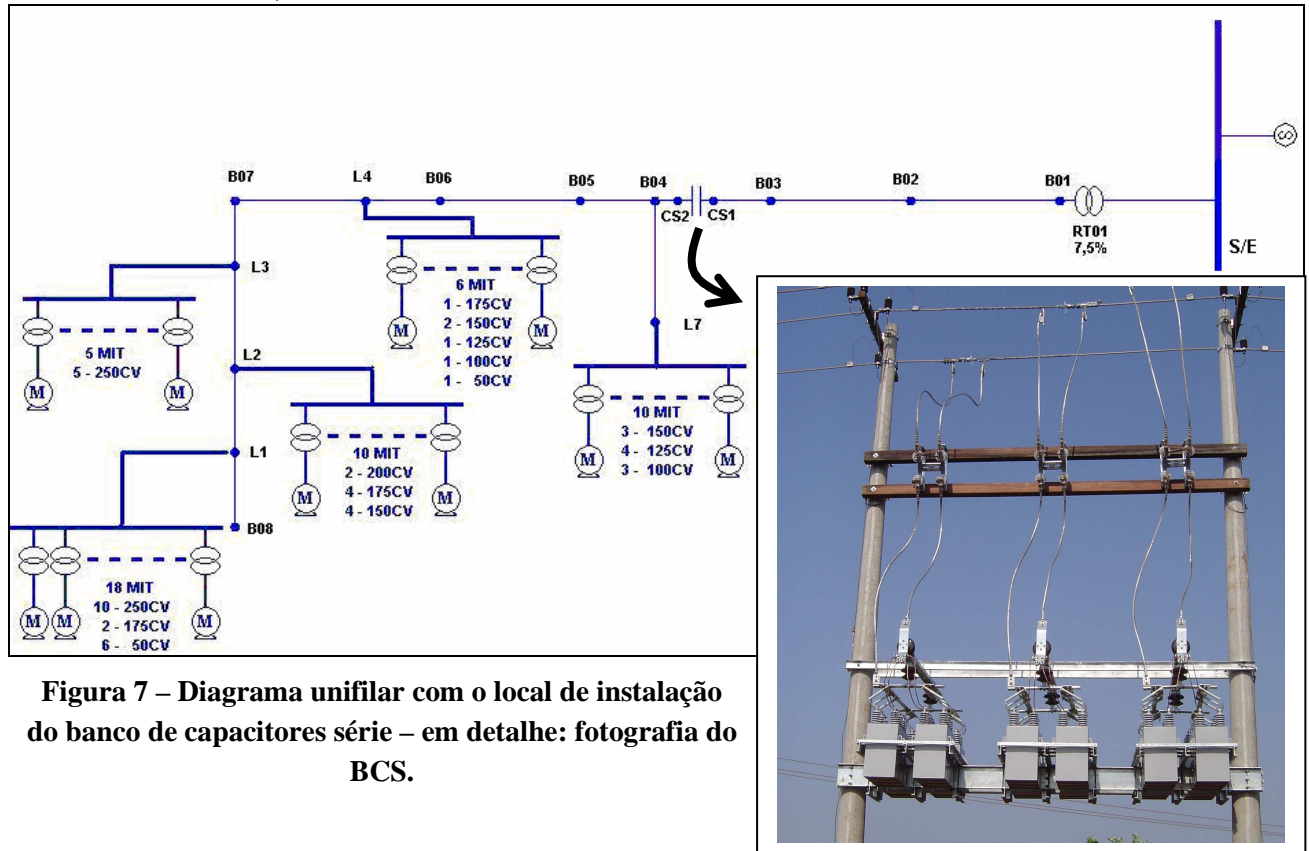 B07
L4
B06
B05
B04
CS2
CS1
B03
B02
B01
RT01
7,5%
S/E
L3
5 MIT
5 - 250CV
M
M
6 MIT
1 - 175CV
2 - 150CV
1 - 125CV
1 - 100CV
1 - 50CV
M
M
L7
10 MIT
3 - 150CV
4 - 125CV
3 - 100CV
M
M
L2
10 MIT
2 - 200CV
4 - 175CV
4 - 150CV
M
M
L1
B08
18 MIT
10 - 250CV
2 - 175CV
6 - 50CV
M
M
M
Figura 7 – Diagrama unifilar com o local de instalação
do banco de capacitores série – em detalhe: fotografia do
BCS.